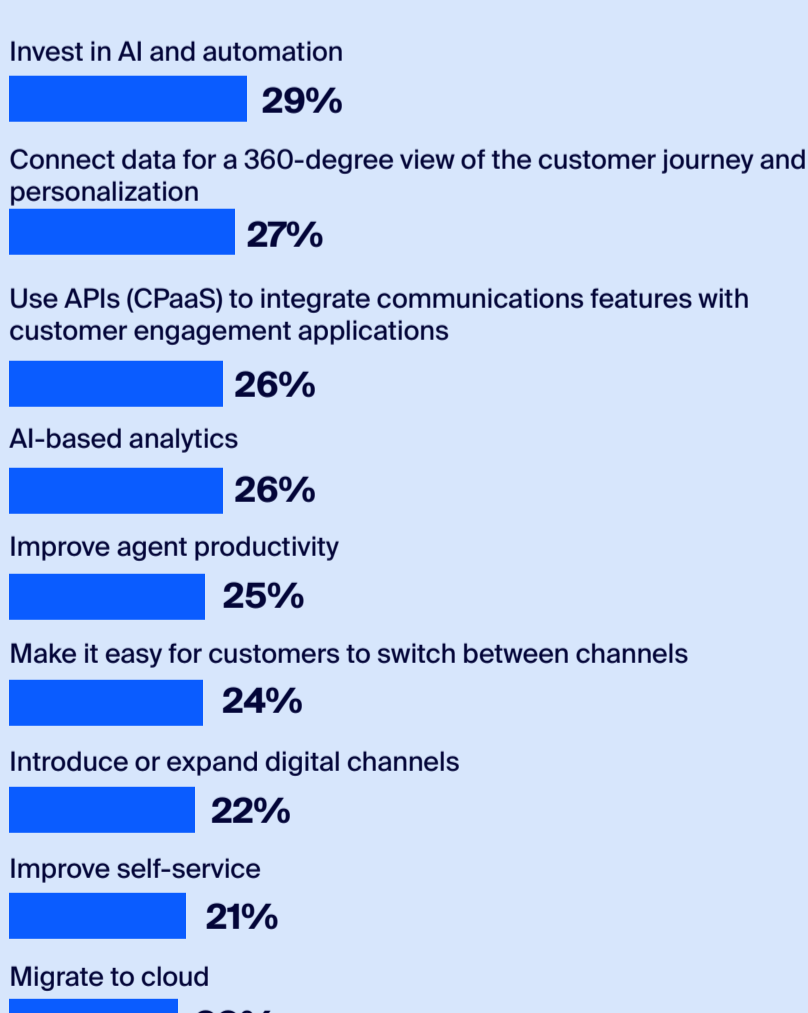 Invest in AI and automation
29%
Connect data for a 360-degree view of the customer journey and
personalization
27%
Use APIs (CPaaS) to integrate communications features with
customer engagement applications
26%
AI-based analytics
26%
Improve agent productivity
25%
Make it easy for customers to switch between channels
24%
Introduce or expand digital channels
22%
Improve self-service
21%
Migrate to cloud